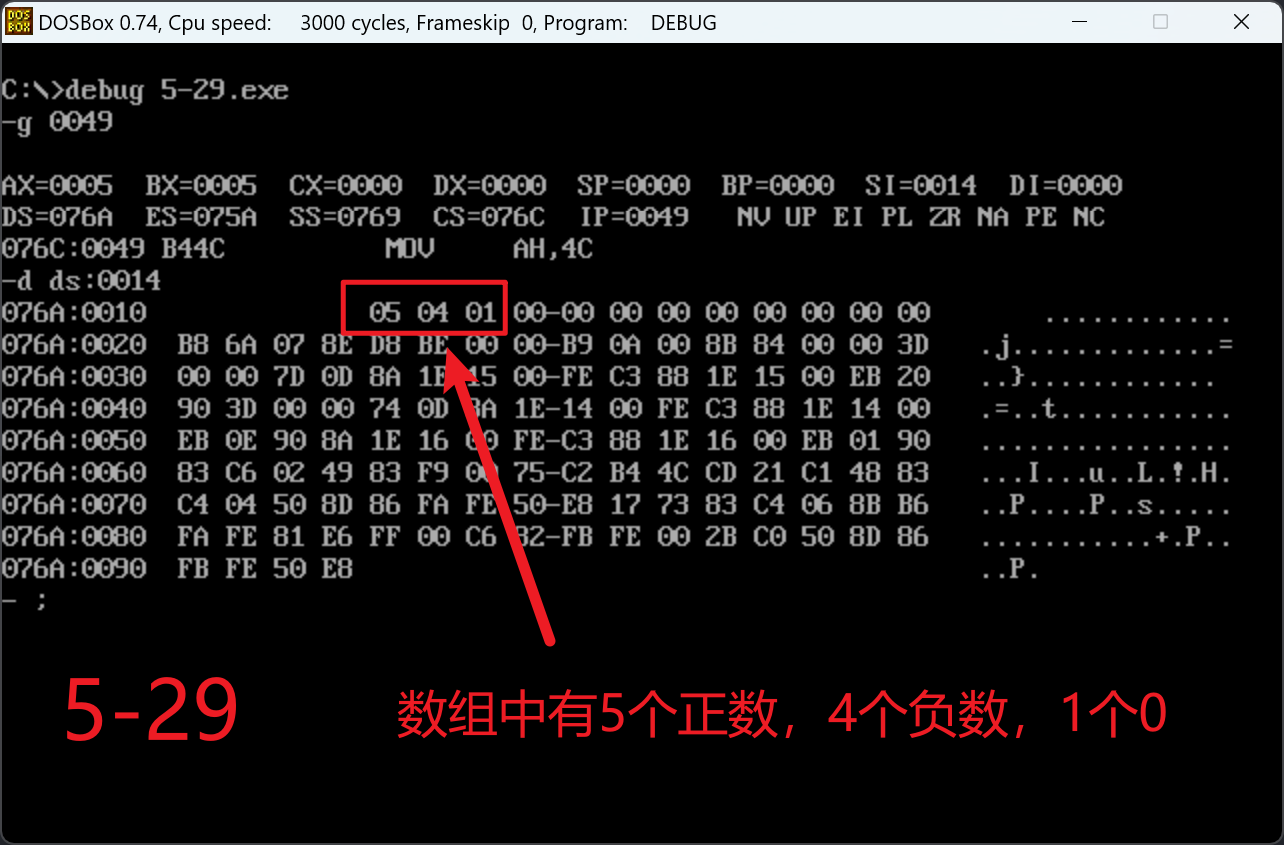 DOS BOX DOSBox 0.74, Cpu speed: 3000 cycles, Frameskip 0, Program: DEBUG
C:\>debug 5-29.exe
-g 0049
AX=0005 BX=0005 CX=0000 DX=0000 SP=0000 BP=0000 SI=0014 DI=0000
DS=076A ES=075A SS=0769 CS=076C IP=0049 NV UP EI PL ZR NA PE NC
076C:0049 B44C MOV AH,4C
-d ds:0014
076A:0010 05 04 01 00-00 00 00 00 00 00 00 00 ............
076A:0020 B8 6A 07 8E D8 BE 00 00-B9 0A 00 8B 84 00 00 3D .j.............=
076A:0030 00 00 7D 0D 8A 1E 15 00-FE C3 88 1E 15 00 EB 20 ..}............
076A:0040 90 3D 00 00 74 0D 8A 1E-14 00 FE C3 88 1E 14 00 .=..t...........
076A:0050 EB 0E 90 8A 1E 16 00 FE-C3 88 1E 16 00 EB 01 90 ................
076A:0060 83 C6 02 49 83 F9 00 75-C2 B4 4C CD 21 C1 48 83 ...I...u..L.!.H.
076A:0070 C4 04 50 8D 86 FA FE 50-E8 17 73 83 C4 06 8B B6 ..P....P..s.....
076A:0080 FA FE 81 E6 FF 00 C6 82-FB FE 00 2B C0 50 8D 86 ...........+.P..
076A:0090 FB FE 50 E8 ..P.
- ;
5-29 数组中有5个正数，4个负数，1个0